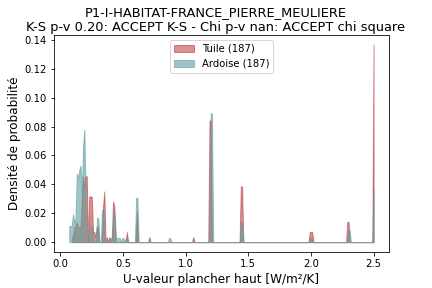 P1-I-HABITAT-FRANCE_PIERRE_MEULIERE
K-S p-v 0.20: ACCEPT K-S - Chi p-v nan: ACCEPT chi square
Tuile (187)
Ardoise (187)
Densité de probabilité
0.14
0.12
0.10
0.08
0.06
0.04
0.02
0.00
0.0 0.5 1.0 1.5 2.0 2.5
U-valeur plancher haut [W/m²/K]